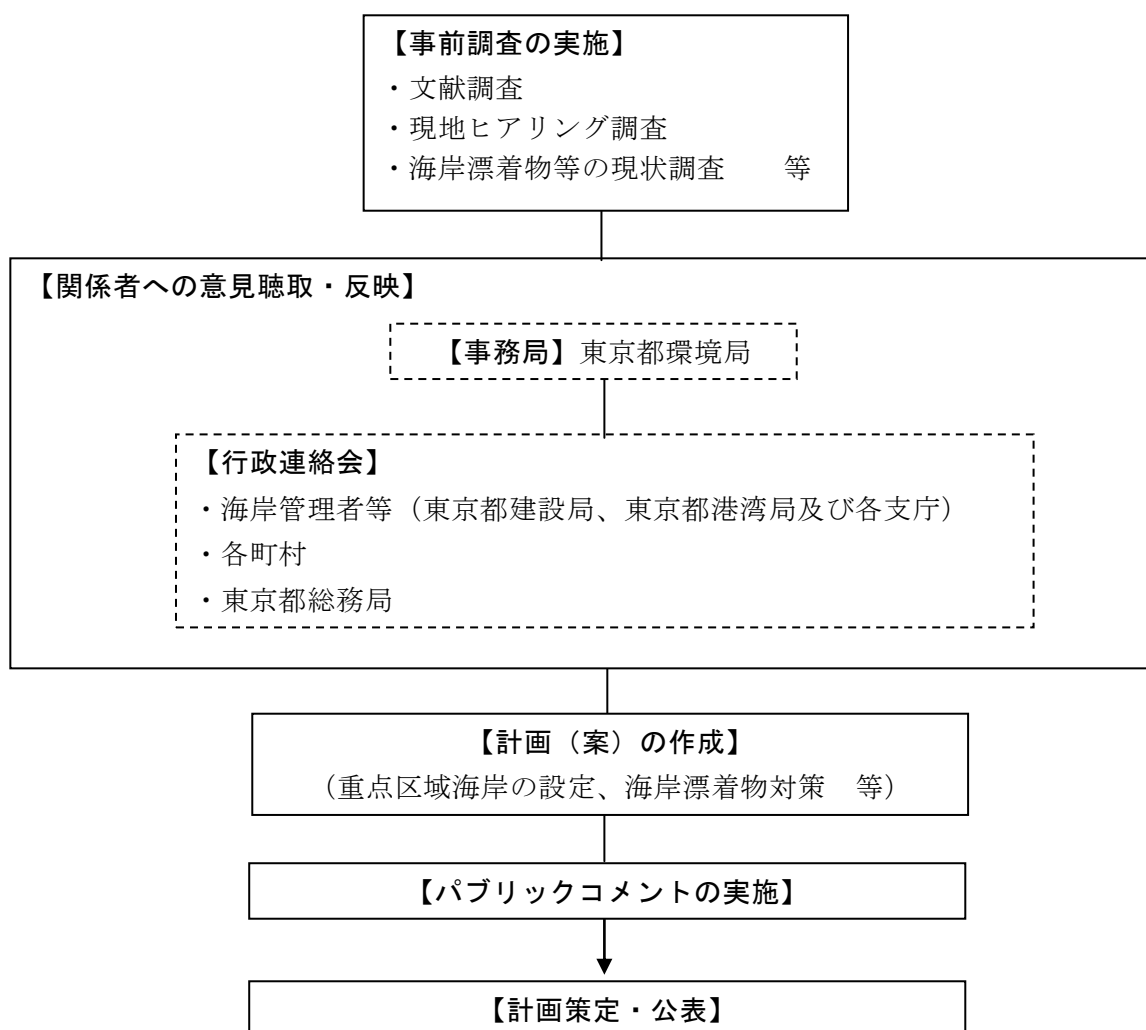 【事前調査の実施】
・文献調査
・現地ヒアリング調査
・海岸漂着物等の現状調査　　等
【関係者への意見聴取・反映】
【事務局】東京都環境局
【行政連絡会】
・海岸管理者等（東京都建設局、東京都港湾局及び各支庁）
・各町村
・東京都総務局
【計画（案）の作成】
（重点区域海岸の設定、海岸漂着物対策　等）
【パブリックコメントの実施】
【計画策定・公表】